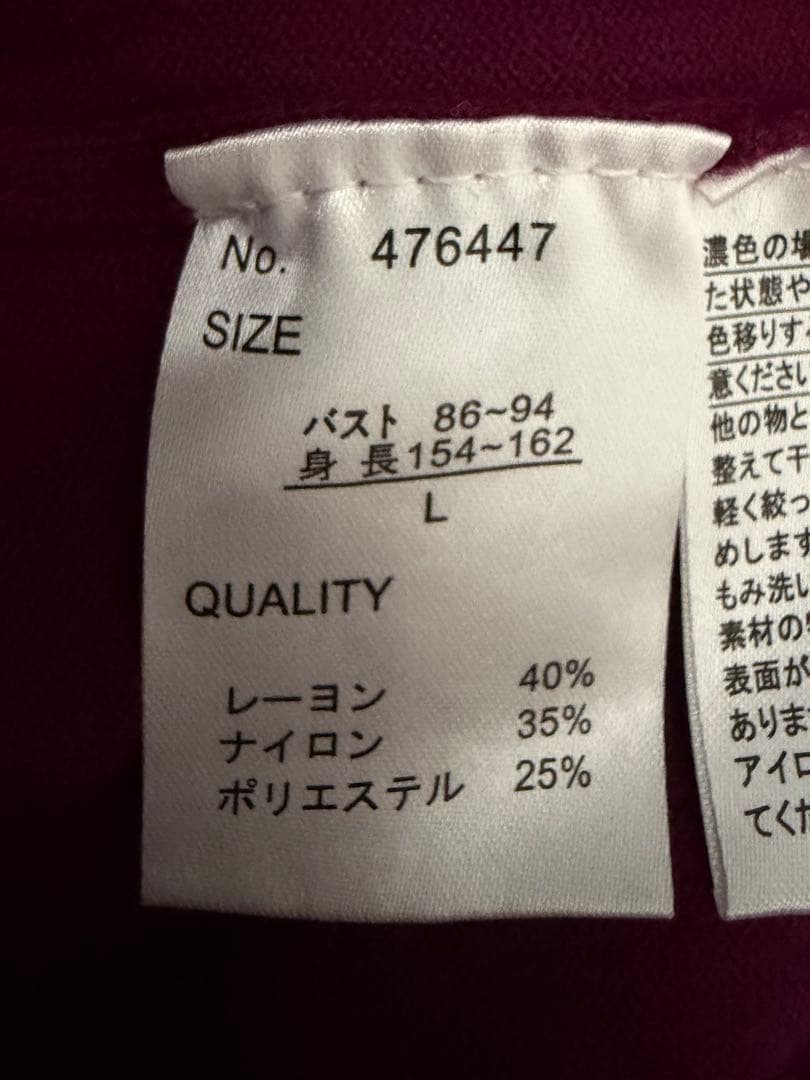 No. 476447
SIZE
バスト 86~94
身 長 154~162
L
QUALITY
レーヨン 40%
ナイロン 35%
ポリエステル 25%
濃色の場
た状態や
色移りす
意ください
他の物と
整えて干
軽く絞っ
めします
もみ洗い
素材の
表面が
ありま
アイロ
てくだ